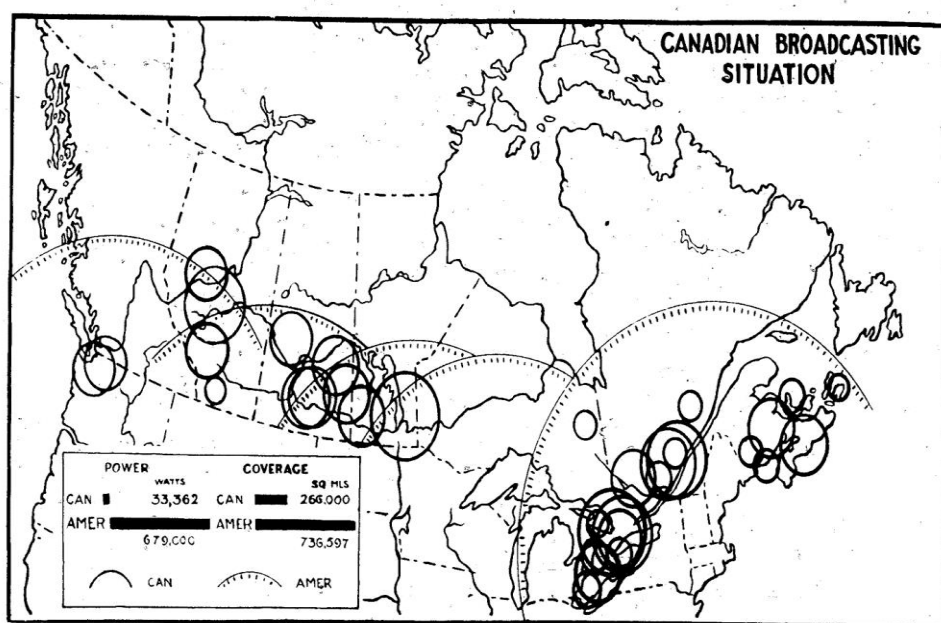 CANADIAN BROADCASTING
SITUATION
POWER COVERAGE
WATTS SQ MLS
CAN 33,362 CAN 266.000
AMER AMER
679,000 736,597
CAN AMER